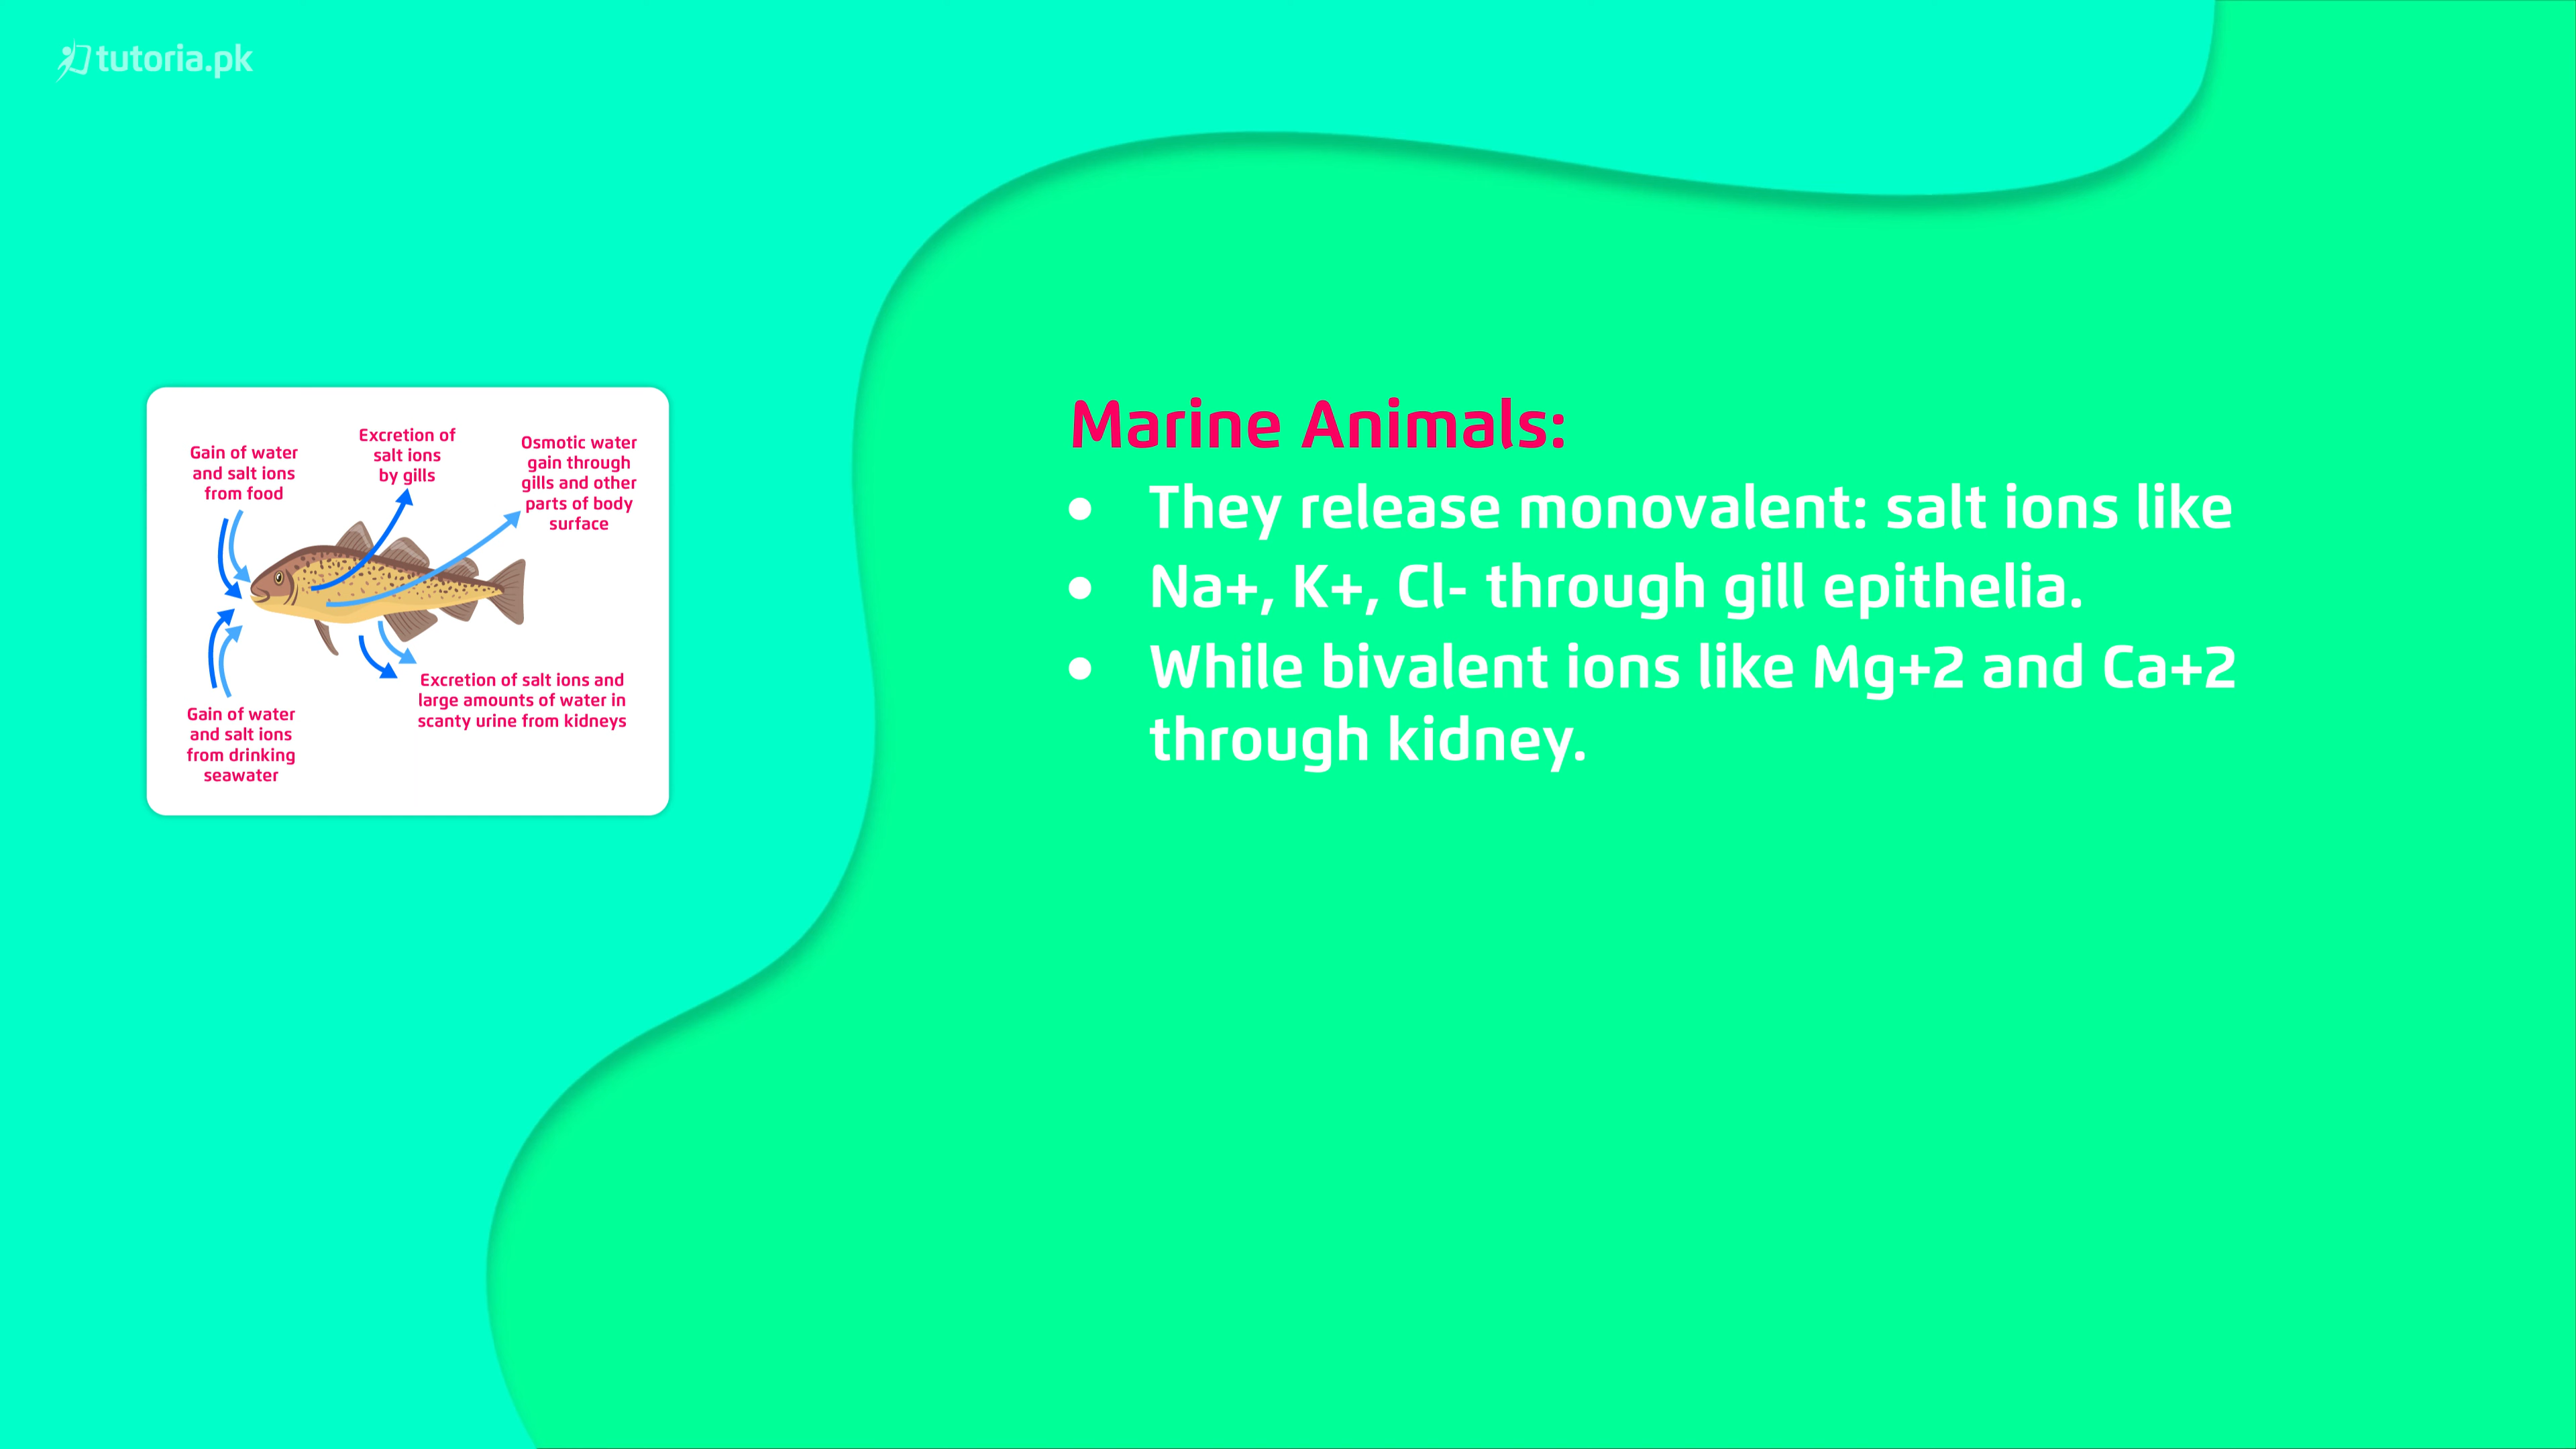 tutoria.pk
Gain of water
and salt ions
from food
Excretion of
salt ions
by gills
Osmotic water
gain through
gills and other
parts of body
surface
Gain of water
and salt ions
from drinking
seawater
Excretion of salt ions and
large amounts of water in
scanty urine from kidneys
Marine Animals:
• They release monovalent: salt ions like
• Na+, K+, Cl- through gill epithelia.
• While bivalent ions like Mg+2 and Ca+2
through kidney.